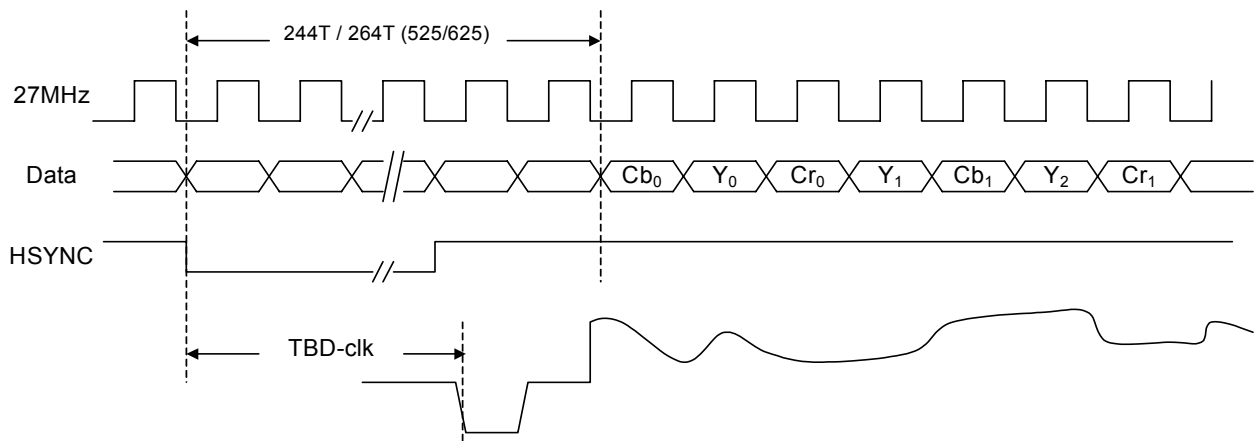 244T / 264T (525/625)
27MHz
Data
Cb₀ Y₀ Cr₀ Y₁ Cb₁ Y₂ Cr₁
HSYNC
TBD-clk